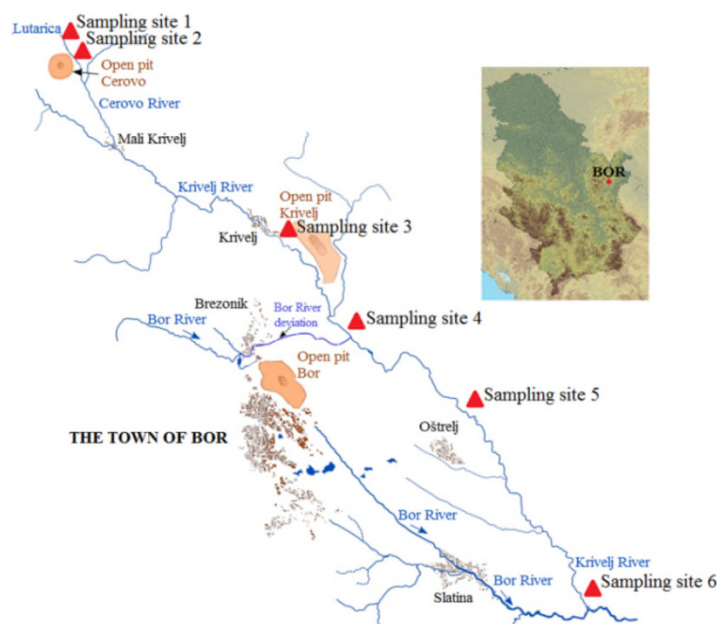 Sampling site 1
Lutarica
Sampling site 2
Open pit
Cerovo
Cerovo River
Mali Krivelj
Krivelj River
Open pit
Krivelj
Sampling site 3
Krivelj
BOR
Brezonik
Bor River
deviation
Bor River
Sampling site 4
Open pit
Bor
Sampling site 5
THE TOWN OF BOR
Oštrelj
Bor River
Krivelj River
Sampling site 6
Bor River
Slatina